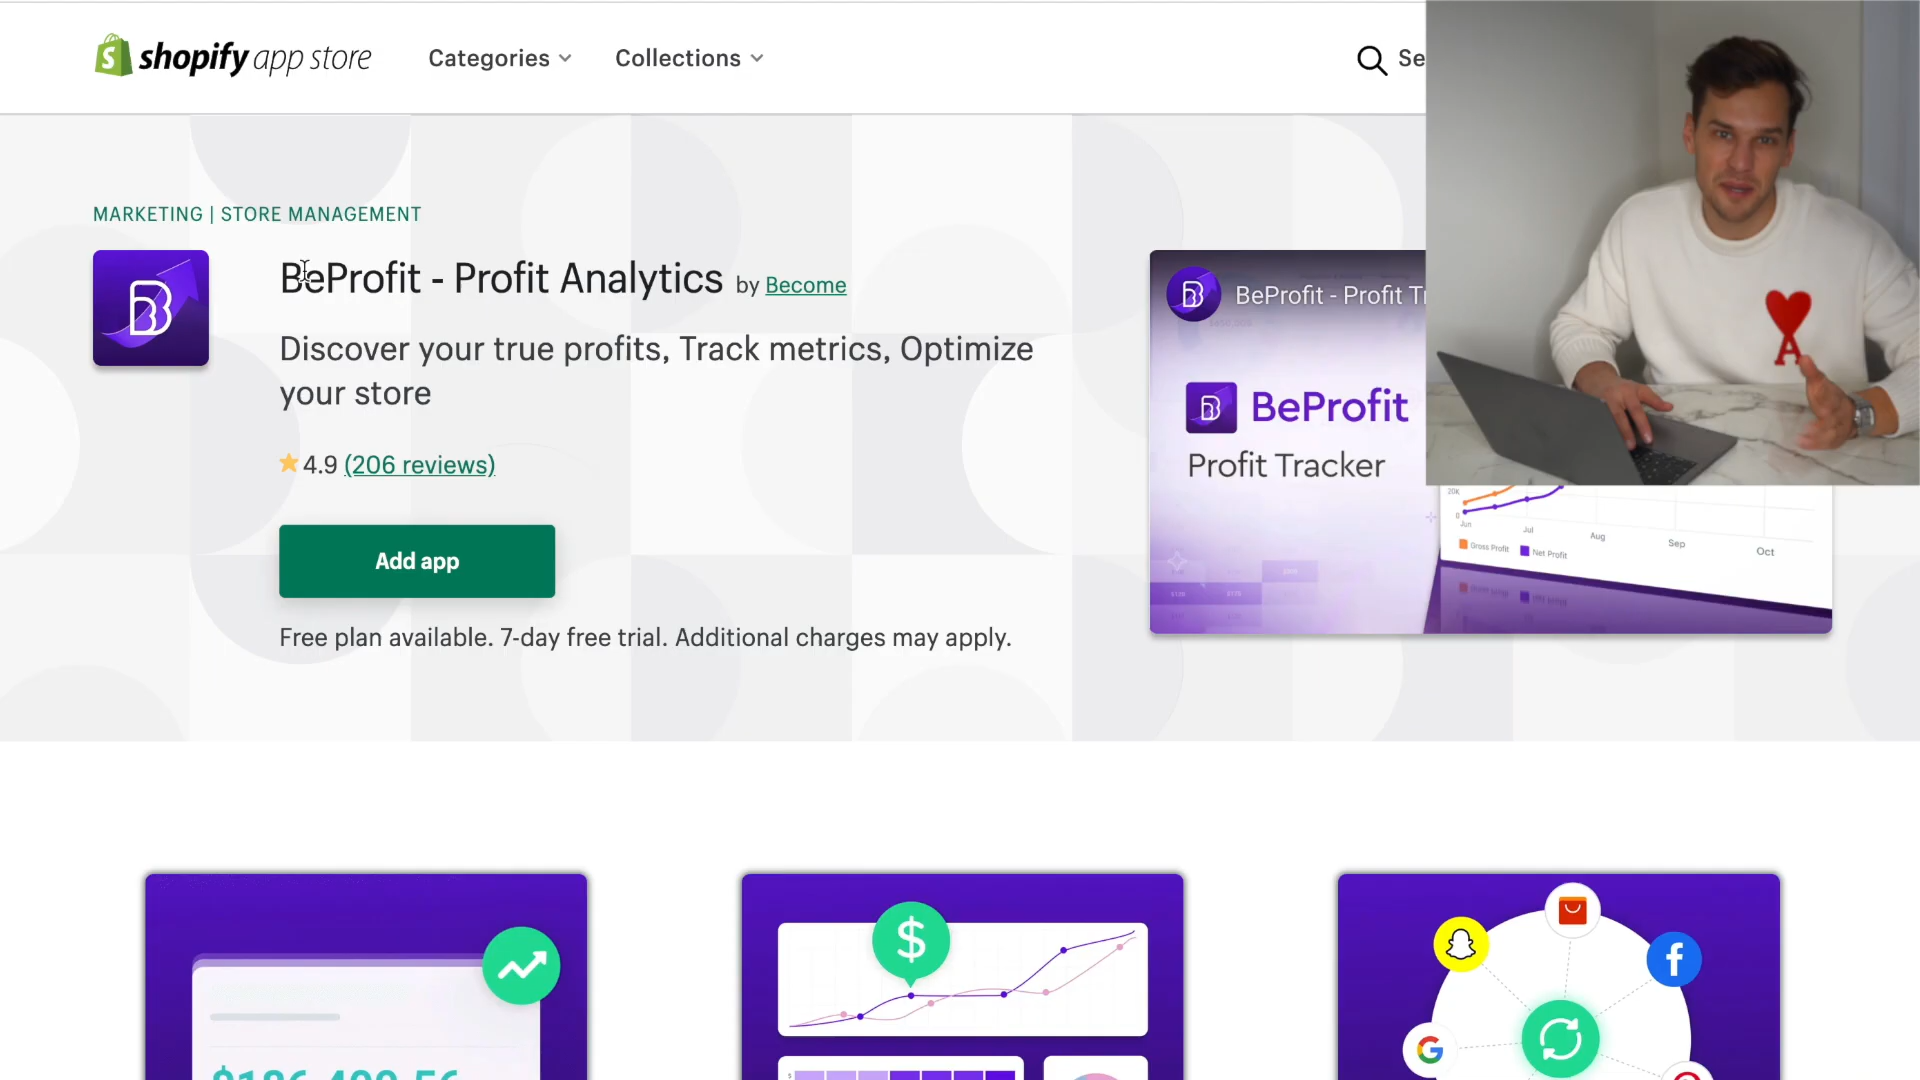 shopify app store
Categories
Collections
Se
MARKETING | STORE MANAGEMENT
BeProfit - Profit Analytics by Become
Discover your true profits, Track metrics, Optimize
your store
4.9 (206 reviews)
Add app
Free plan available. 7-day free trial. Additional charges may apply.
BeProfit - Profit Tr
BeProfit
Profit Tracker
20K
0
Jun
Jul
Aug
Sep
Oct
Gross Profit
Net Profit
A
$
$